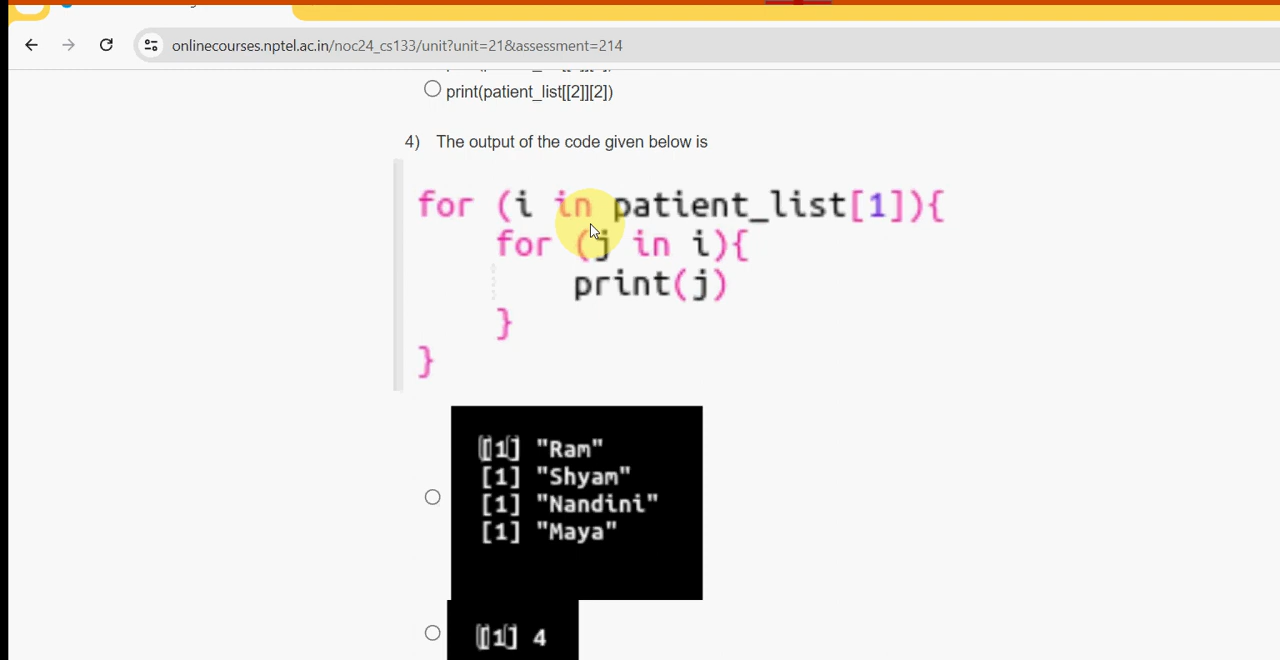 onlinecourses.nptel.ac.in/noc24_cs133/unit?unit=21&assessment=214
print(patient_list[[2]][2])
4) The output of the code given below is
for (i in patient_list[1]){
for (j in i){
print(j)
}
}
[1] "Ram"
[1] "Shyam"
[1] "Nandini"
[1] "Maya"
[1] 4